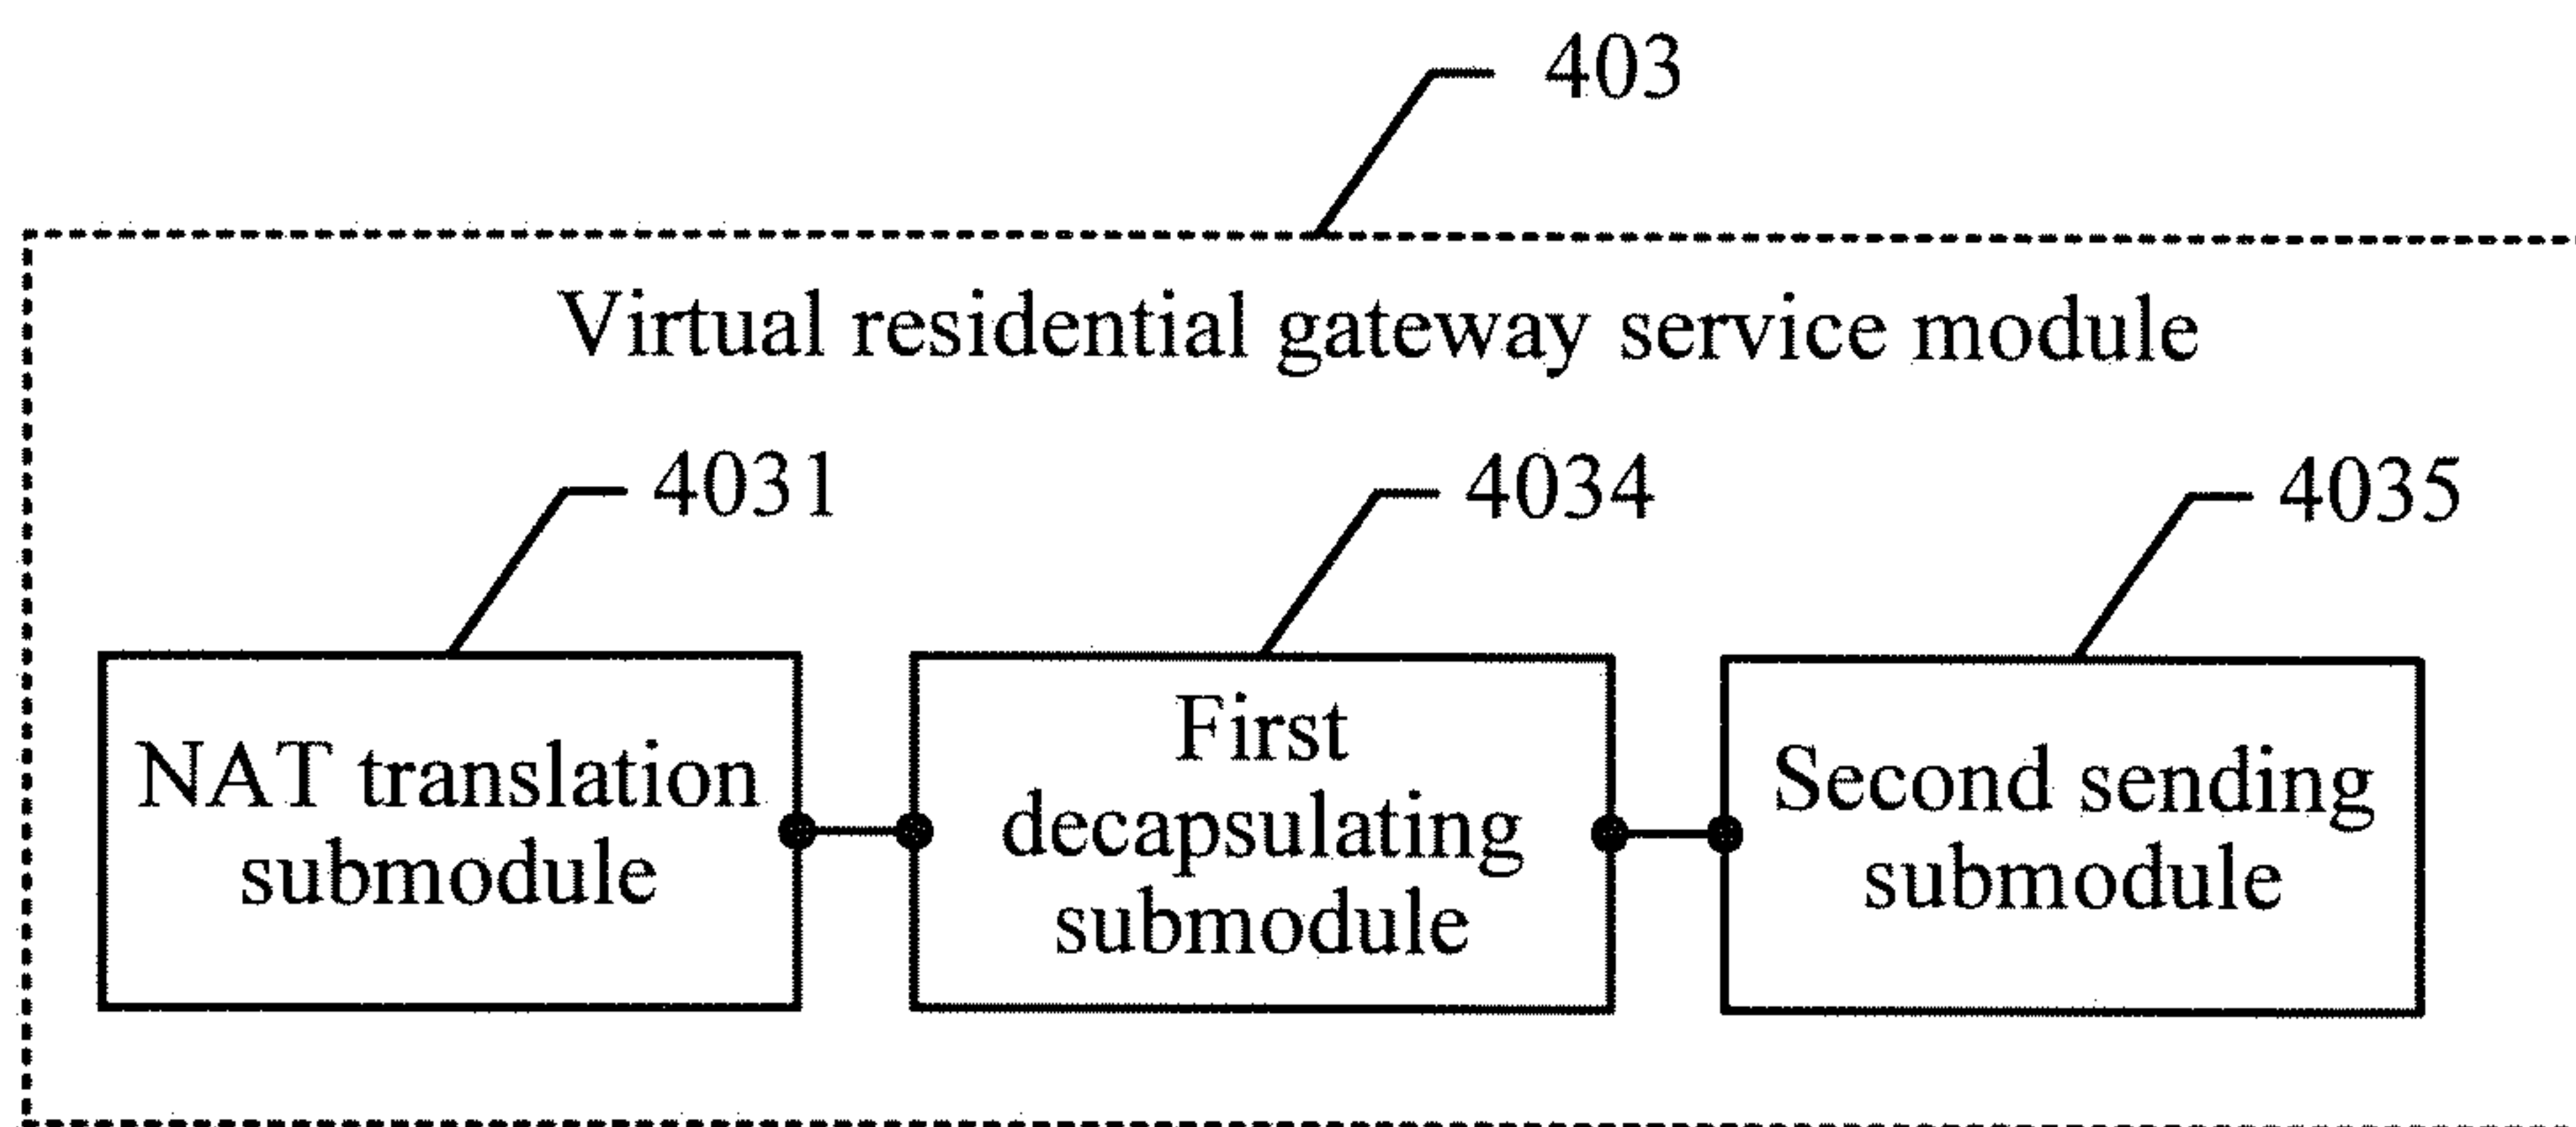 403
Virtual residential gateway service module
4031
4034
4035
NAT translation
submodule
First
decapsulating
submodule
Second sending
submodule